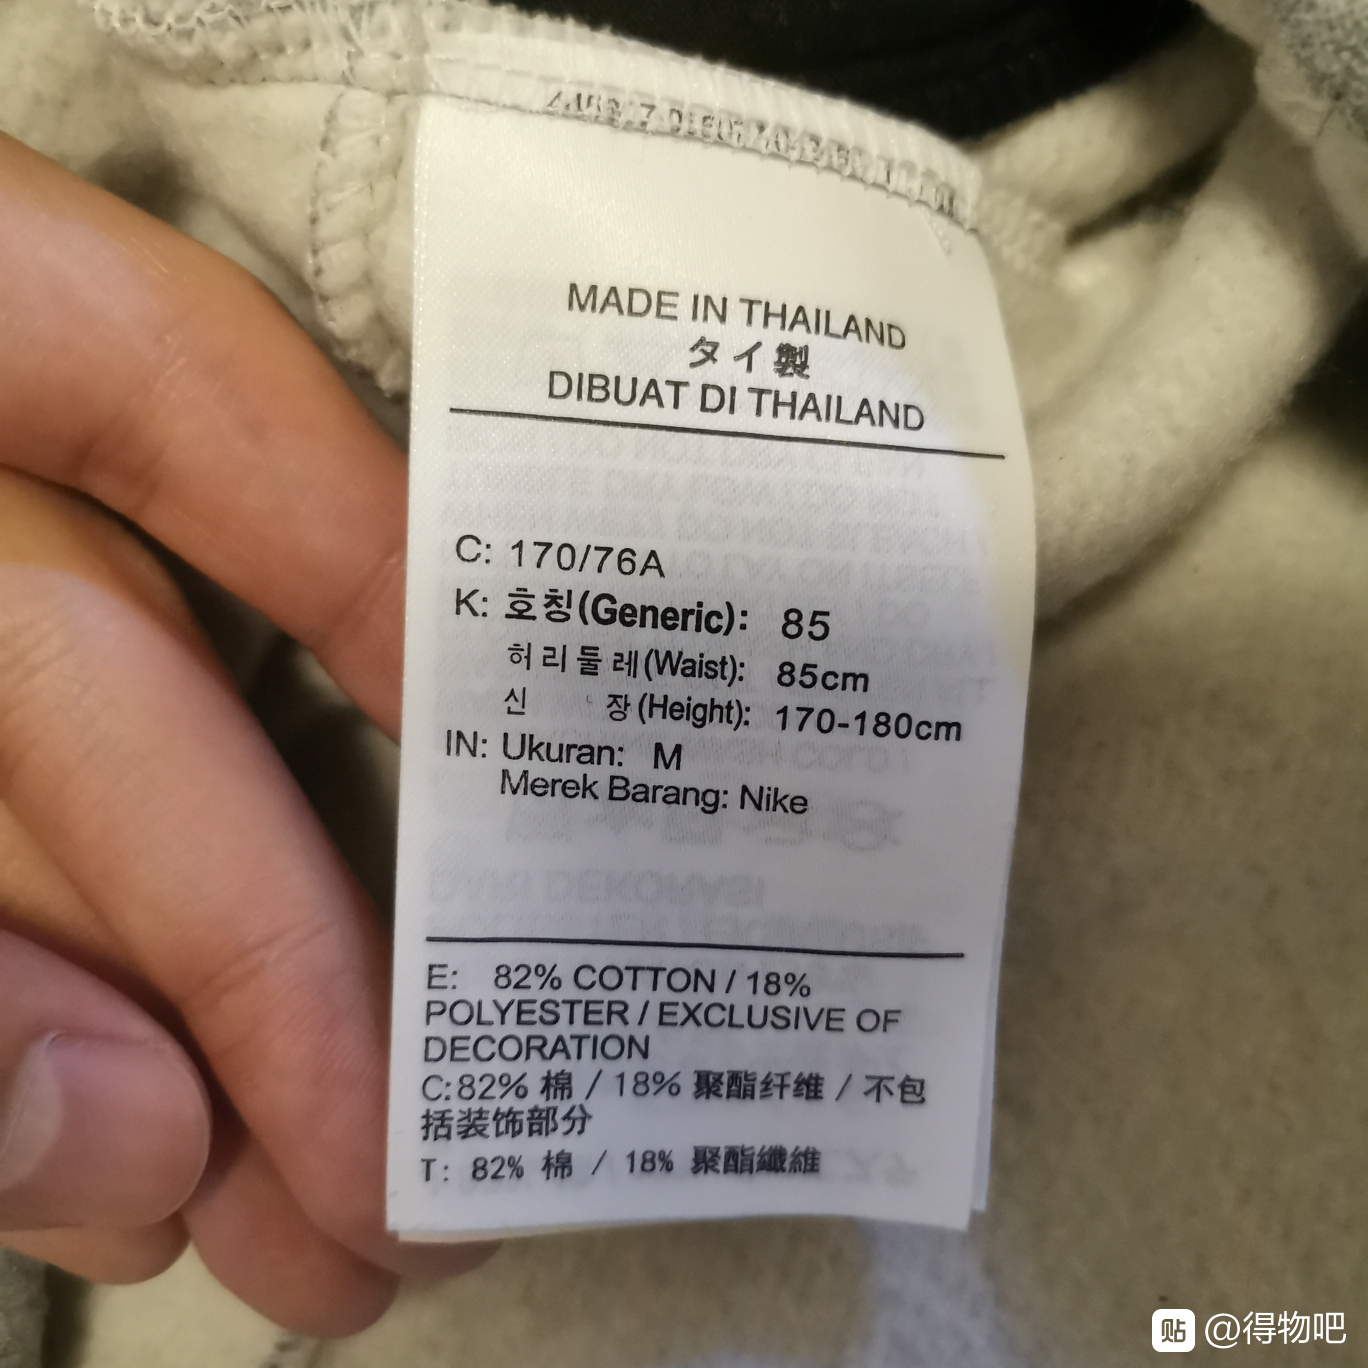 MADE IN THAILAND
タイ製
DIBUAT DI THAILAND
C: 170/76A
K: 호칭(Generic): 85
허리둘레(Waist): 85cm
신 장(Height): 170-180cm
IN: Ukuran: M
Merek Barang: Nike
E: 82% COTTON / 18%
POLYESTER / EXCLUSIVE OF
DECORATION
C:82% 棉 / 18% 聚酯纤维 / 不包
括装饰部分
T: 82% 棉 / 18% 聚酯纖維
贴 @得物吧